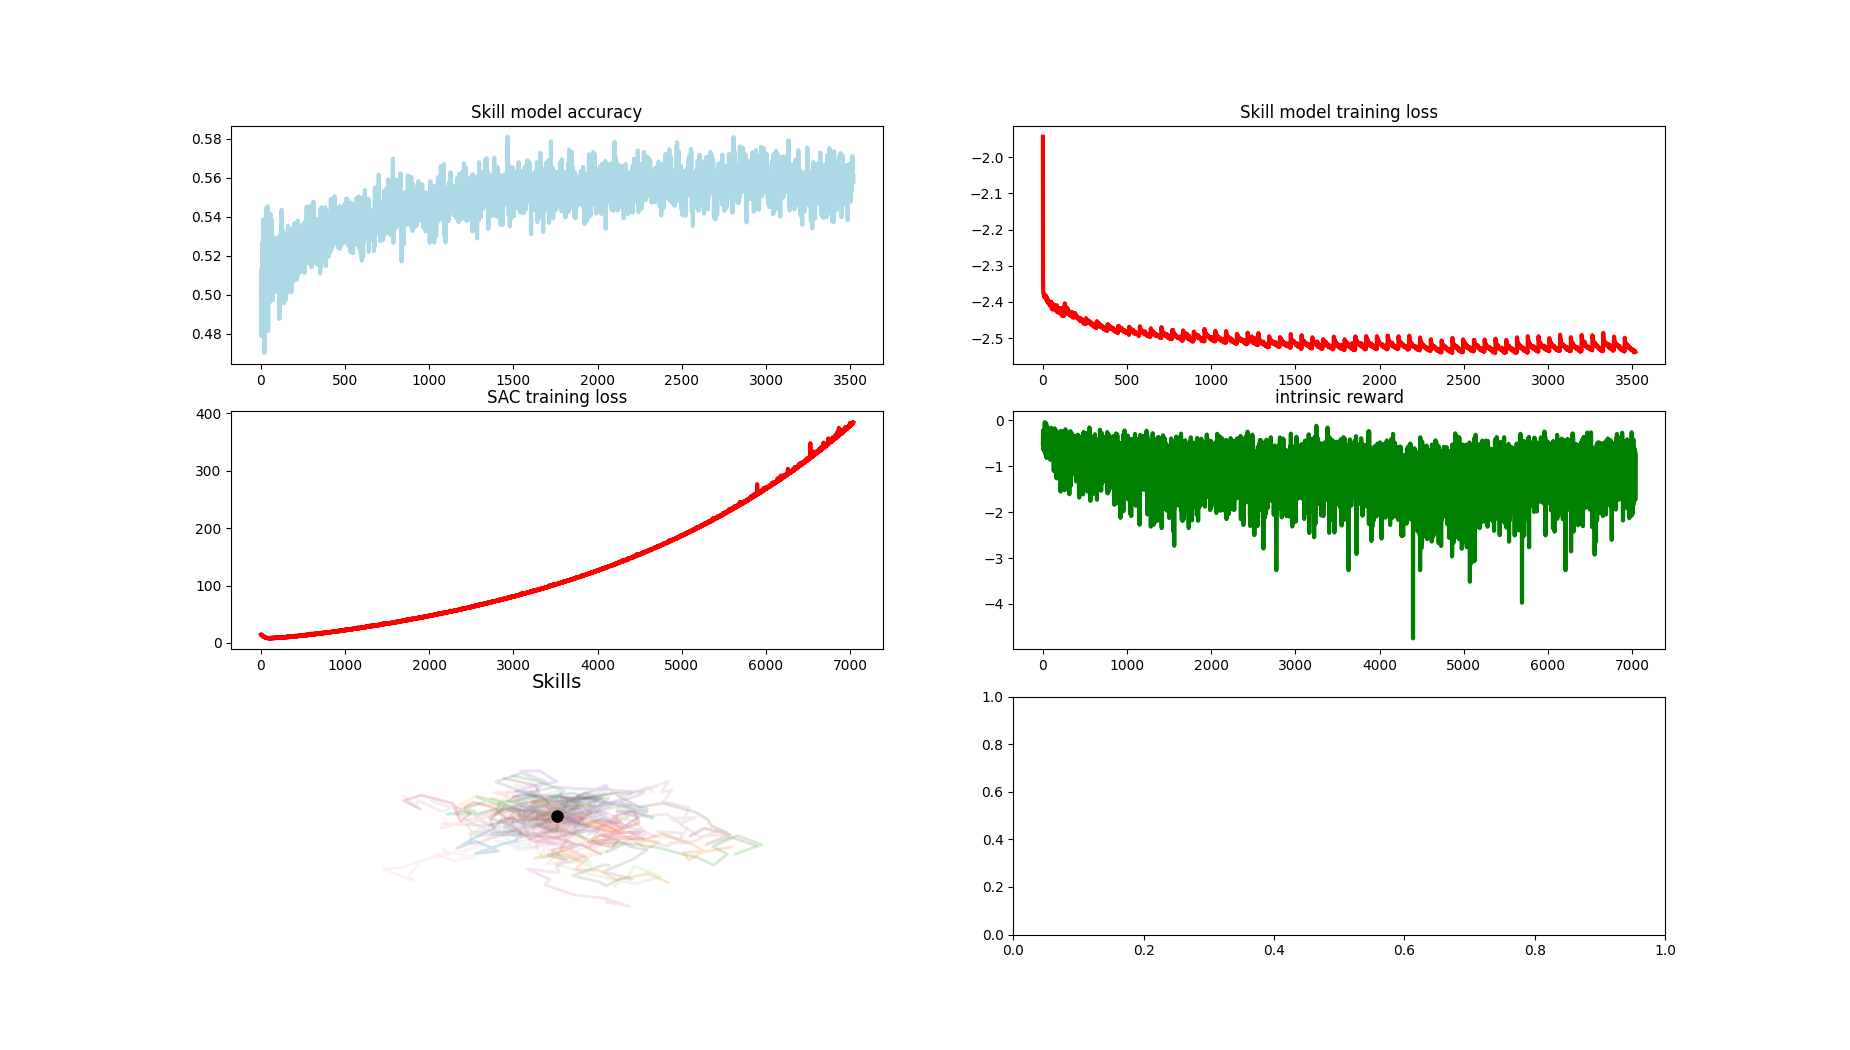 Skill model accuracy
0.58
0.56
0.54
0.52
0.50
0.48
0 500 1000 1500 2000 2500 3000 3500
Skill model training loss
−2.0
−2.1
−2.2
−2.3
−2.4
−2.5
0 500 1000 1500 2000 2500 3000 3500
SAC training loss
400
300
200
100
0
0 1000 2000 3000 4000 5000 6000 7000
intrinsic reward
0
−1
−2
−3
−4
0 1000 2000 3000 4000 5000 6000 7000
Skills
1.0
0.8
0.6
0.4
0.2
0.0
0.0 0.2 0.4 0.6 0.8 1.0